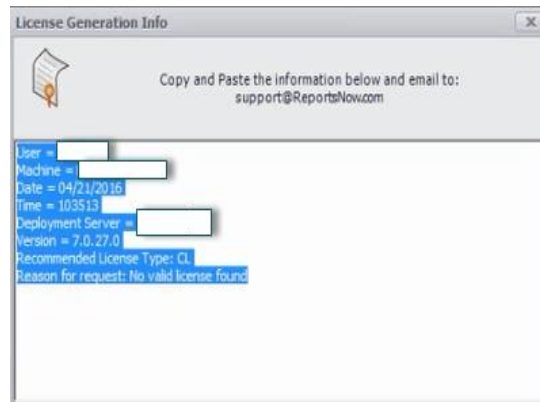 License Generation Info
Copy and Paste the information below and email to:
support@ReportsNow.com
User =
Machine =
Date = 04/21/2016
Time = 103513
Deployment Server =
Version = 7.0.27.0
Recommended License Type: CL
Reason for request: No valid license found